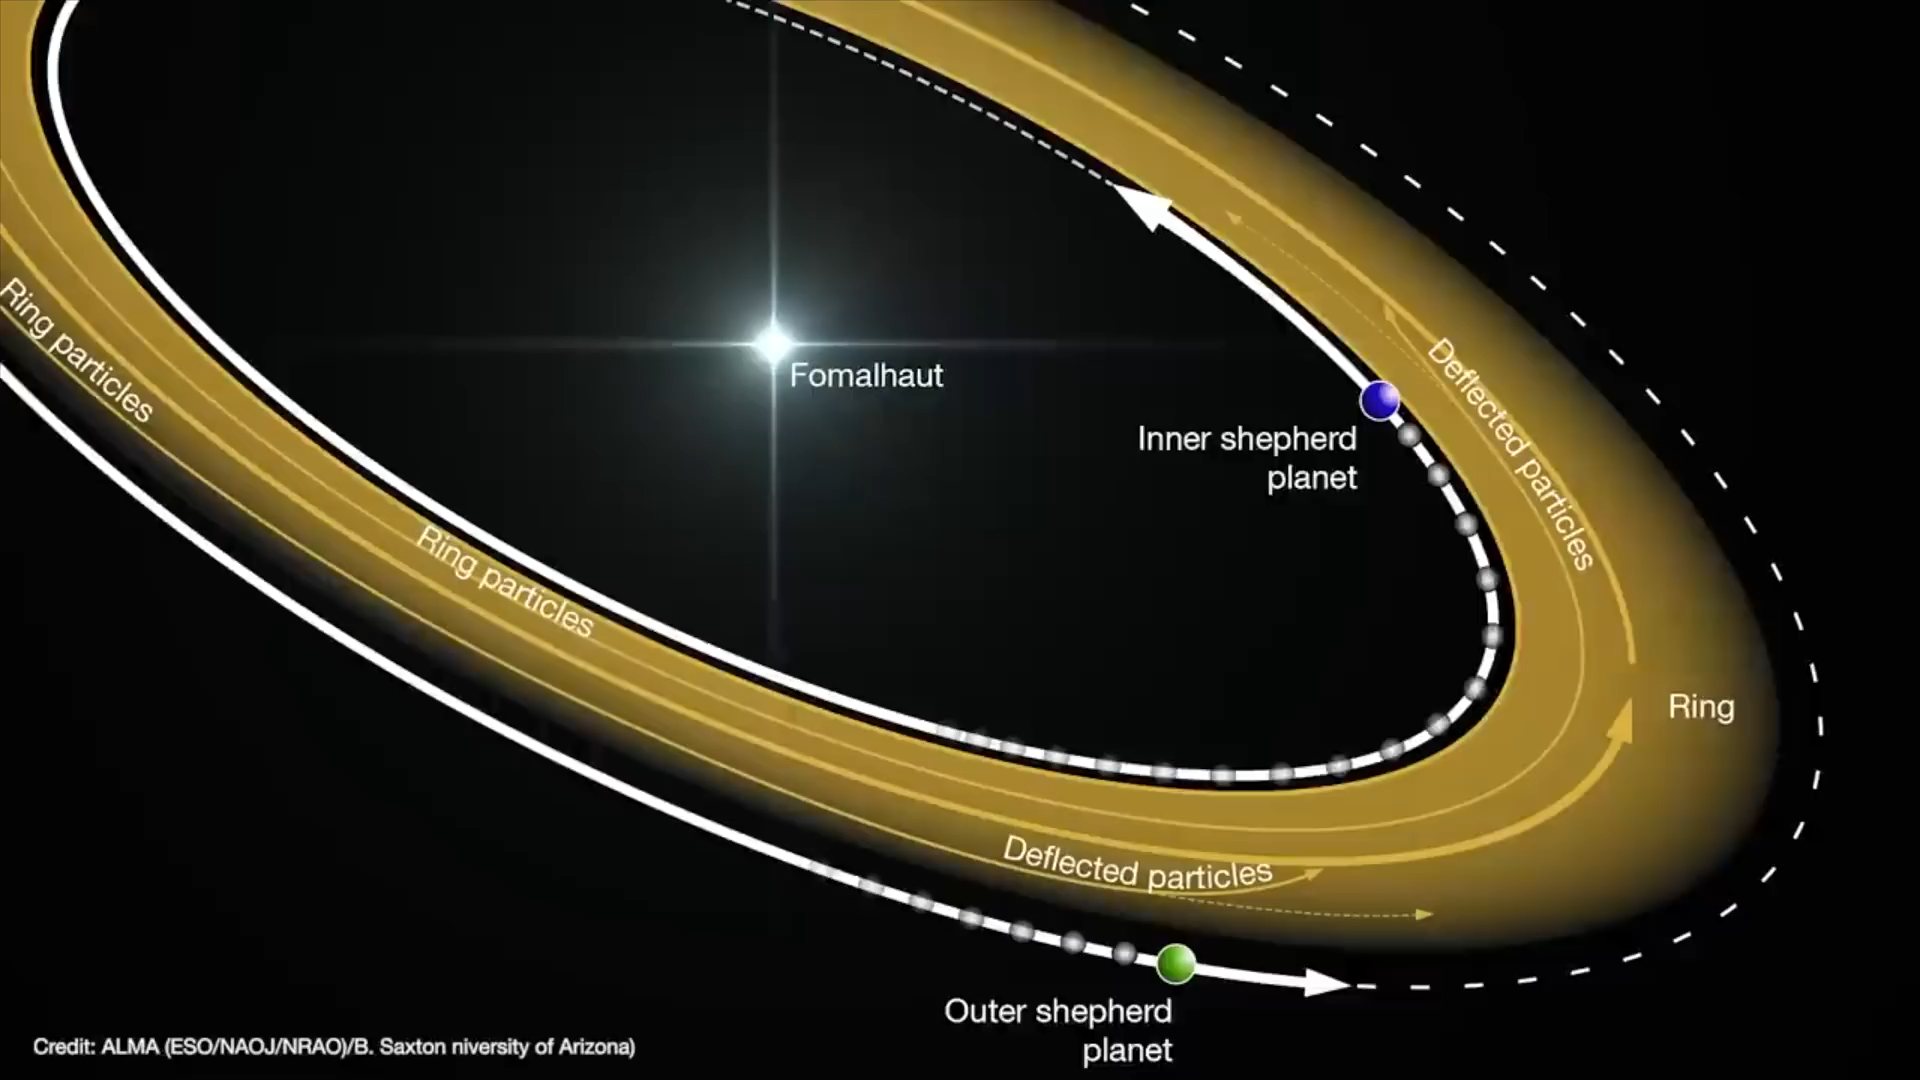 Ring particles
Fomalhaut
Deflected particles
Inner shepherd
planet
Ring particles
Ring
Deflected particles
Outer shepherd
planet
Credit: ALMA (ESO/NAOJ/NRAO)/B. Saxton niversity of Arizona)